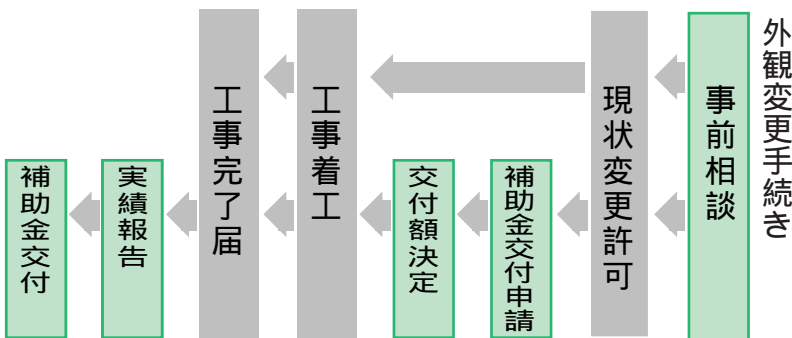 外観変更手続き
事前相談
現状変更許可
補助金交付申請
交付額決定
工事着工
工事完了届
実績報告
補助金交付